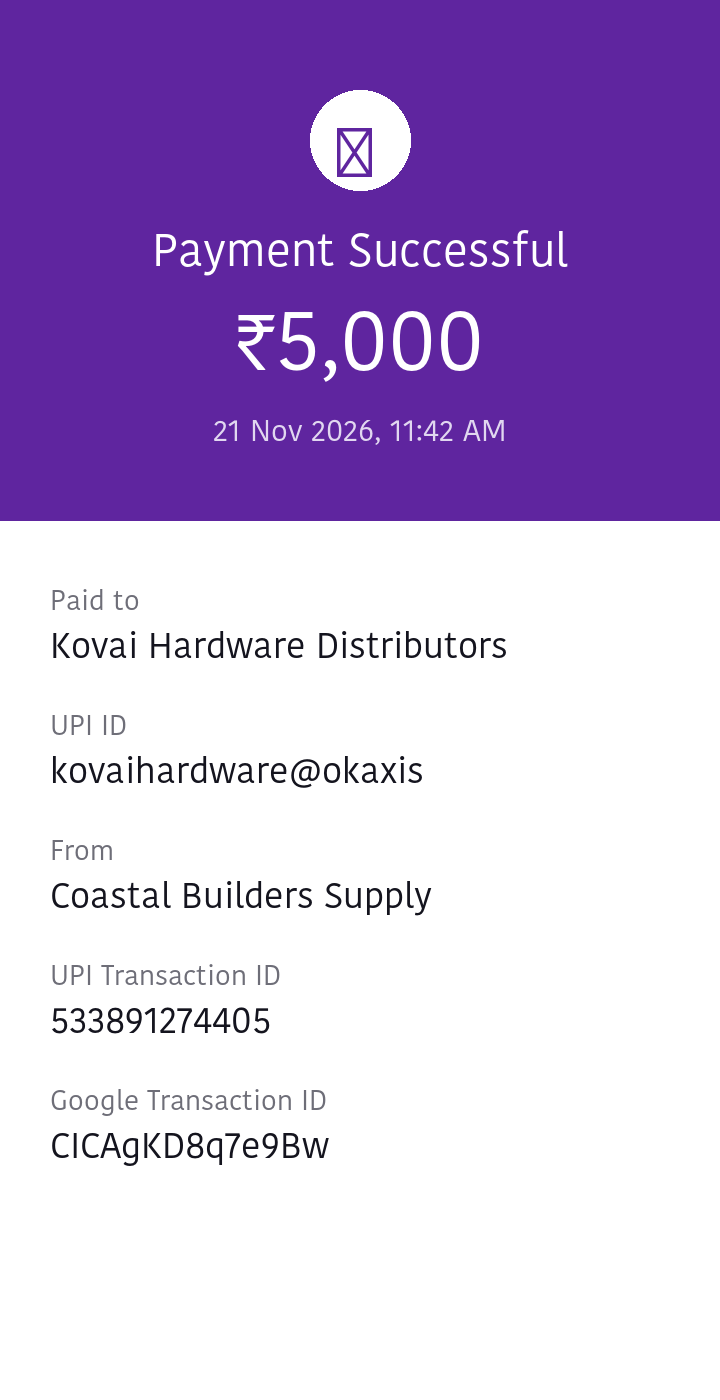 Payment Successful
₹5,000
21 Nov 2026, 11:42 AM
Paid to
Kovai Hardware Distributors
UPI ID
kovaihardware@okaxis
From
Coastal Builders Supply
UPI Transaction ID
533891274405
Google Transaction ID
CICAgKD8q7e9Bw